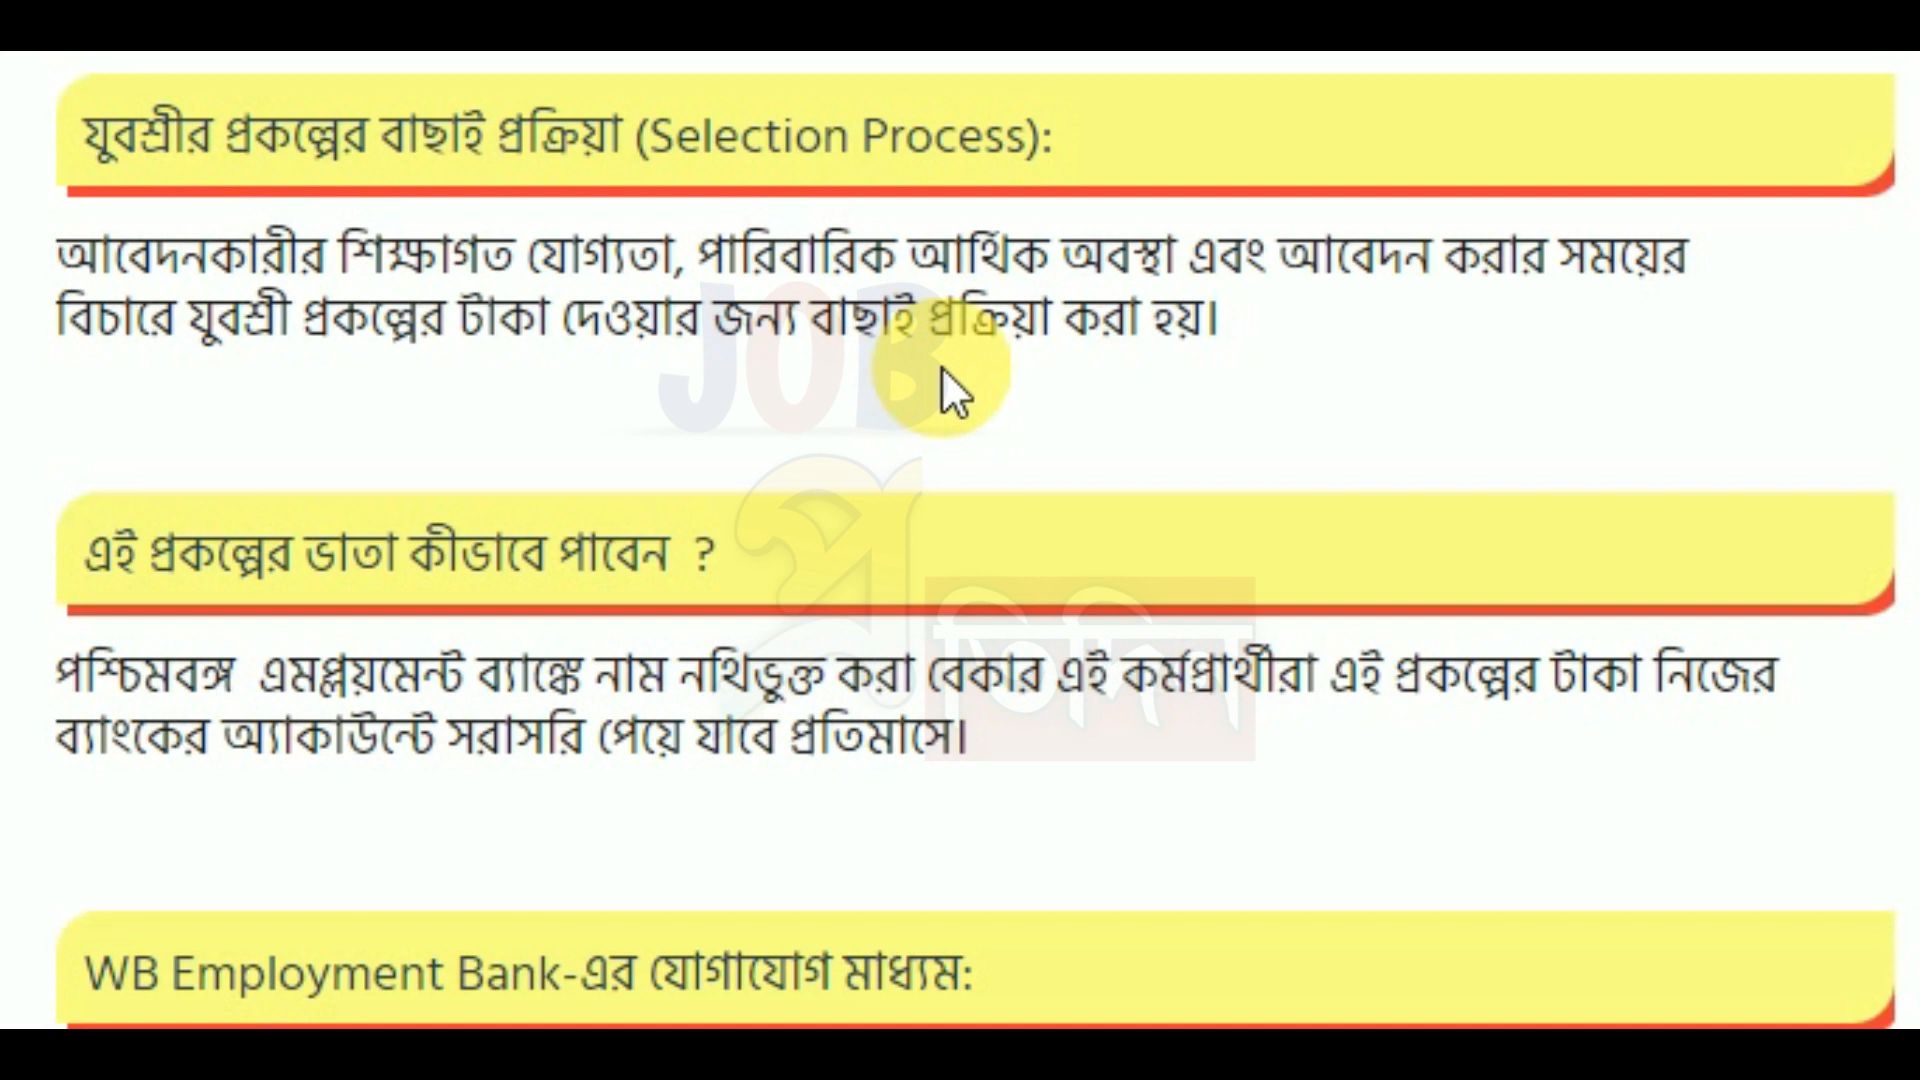 যুবশ্রীর প্রকল্পের বাছাই প্রক্রিয়া (Selection Process):
আবেদনকারীর শিক্ষাগত যোগ্যতা, পারিবারিক আর্থিক অবস্থা এবং আবেদন করার সময়ের
বিচারে যুবশ্রী প্রকল্পের টাকা দেওয়ার জন্য বাছাই প্রক্রিয়া করা হয়।
JOB
এই প্রকল্পের ভাতা কীভাবে পাবেন ?
প্রতিদিন
পশ্চিমবঙ্গ এমপ্লয়মেন্ট ব্যাঙ্কে নাম নথিভুক্ত করা বেকার এই কর্মপ্রার্থীরা এই প্রকল্পের টাকা নিজের
ব্যাংকের অ্যাকাউন্টে সরাসরি পেয়ে যাবে প্রতিমাসে।
WB Employment Bank-এর যোগাযোগ মাধ্যম: